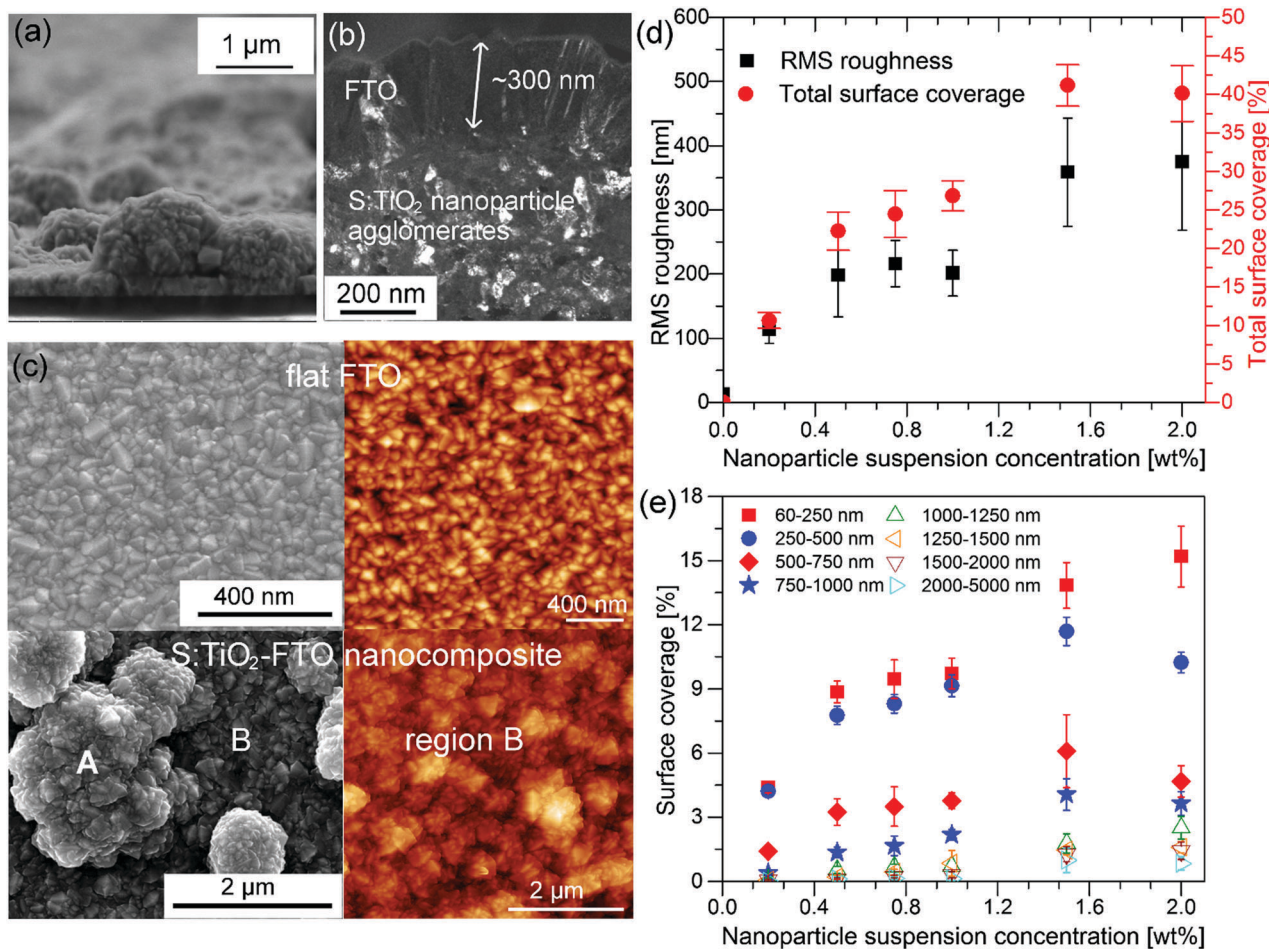 (a)
1 µm
(b)
FTO
~300 nm
S:TiO₂ nanoparticle
agglomerates
200 nm
(c)
flat FTO
400 nm
400 nm
S:TiO₂-FTO nanocomposite
A
B
region B
2 µm
2 µm
(d)
RMS roughness
Total surface coverage
RMS roughness [nm]
600
500
400
300
200
100
0
Total surface coverage [%]
50
45
40
35
30
25
20
15
10
5
0
0.0 0.4 0.8 1.2 1.6 2.0
Nanoparticle suspension concentration [wt%]
(e)
60-250 nm
250-500 nm
500-750 nm
750-1000 nm
1000-1250 nm
1250-1500 nm
1500-2000 nm
2000-5000 nm
Surface coverage [%]
18
15
12
9
6
3
0
0.0 0.4 0.8 1.2 1.6 2.0
Nanoparticle suspension concentration [wt%]